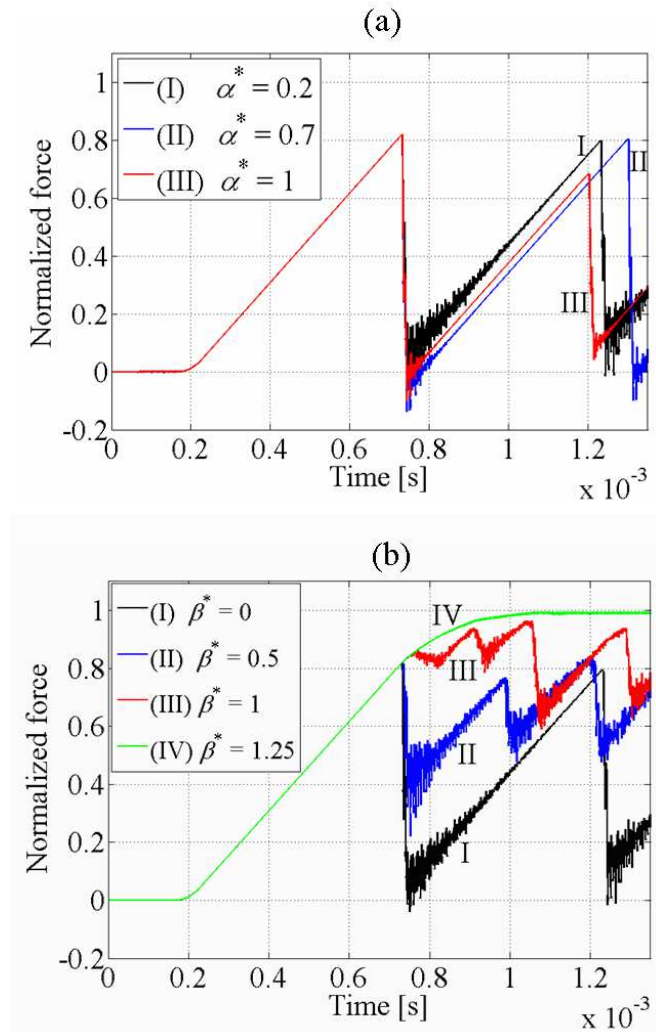 (a)
Normalized force
1
0.8
0.6
0.4
0.2
0
-0.2
(I) α* = 0.2
(II) α* = 0.7
(III) α* = 1
I
II
III
0 0.2 0.4 0.6 0.8 1 1.2
Time [s]
x 10⁻³
(b)
Normalized force
1
0.8
0.6
0.4
0.2
0
-0.2
(I) β* = 0
(II) β* = 0.5
(III) β* = 1
(IV) β* = 1.25
IV
III
II
I
0 0.2 0.4 0.6 0.8 1 1.2
Time [s]
x 10⁻³